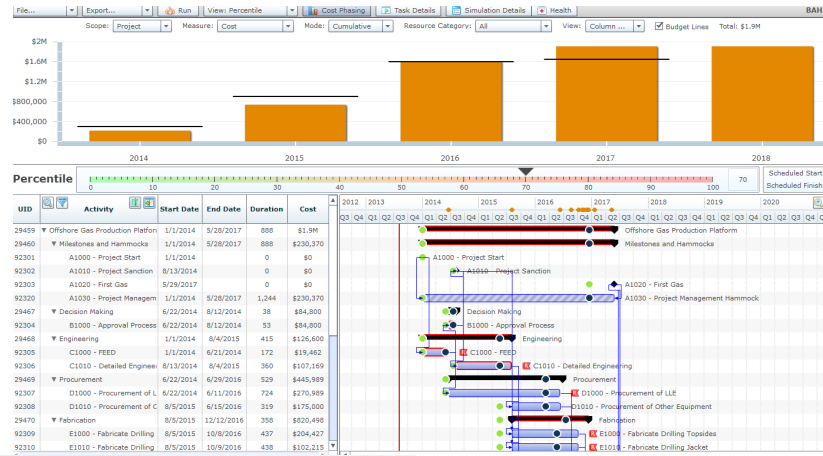 File... Export... Run View: Percentile Cost Phasing Task Details Simulation Details Health BAH
Scope: Project Measure: Cost Mode: Cumulative Resource Category: All View: Column ... Budget Lines Total: $1.9M
$2M
$1.6M
$1.2M
$800,000
$400,000
$0
2014 2015 2016 2017 2018
Percentile 0 10 20 30 40 50 60 70 80 90 100 70 Scheduled Start
Scheduled Finish
UID Activity Start Date End Date Duration Cost 2012 2013 2014 2015 2016 2017 2018 2019 2020
Q3 Q4 Q1 Q2 Q3 Q4 Q1 Q2 Q3 Q4 Q1 Q2 Q3 Q4 Q1 Q2 Q3 Q4 Q1 Q2 Q3 Q4 Q1 Q2 Q3 Q4 Q1 Q2 Q3 Q4 Q1 Q2 Q3 Q4
29459 Offshore Gas Production Platforn 1/1/2014 5/28/2017 888 $1.9M Offshore Gas Production Platform
29460 Milestones and Hammocks 1/1/2014 5/28/2017 888 $230,370 Milestones and Hammocks
92301 A1000 - Project Start 1/1/2014 0 $0 A1000 - Project Start
92302 A1010 - Project Sanction 8/13/2014 0 $0 A1010 - Project Sanction
92303 A1020 - First Gas 5/29/2017 0 $0 A1020 - First Gas
92320 A1030 - Project Managem 1/1/2014 5/28/2017 1,244 $230,370 A1030 - Project Management Hammock
29467 Decision Making 6/22/2014 8/12/2014 38 $84,800 Decision Making
92304 B1000 - Approval Process 6/22/2014 8/12/2014 53 $84,800 B1000 - Approval Process
29468 Engineering 1/1/2014 8/4/2015 415 $126,600 Engineering
92305 C1000 - FEED 1/1/2014 6/21/2014 172 $19,462 C1000 - FEED
92306 C1010 - Detailed Engineei 8/13/2014 8/4/2015 360 $107,169 C1010 - Detailed Engineering
29469 Procurement 6/22/2014 6/29/2016 529 $445,989 Procurement
92307 D1000 - Procurement of L 6/22/2014 6/11/2016 724 $270,989 D1000 - Procurement of LLE
92308 D1010 - Procurement of C 8/5/2015 6/15/2016 319 $175,000 D1010 - Procurement of Other Equipment
29470 Fabrication 8/5/2015 12/12/2016 358 $820,498 Fabrication
92309 E1000 - Fabricate Drilling 8/5/2015 10/8/2016 437 $204,427 E1000 - Fabricate Drilling Topsides
92310 E1010 - Fabricate Drilling 8/5/2015 10/9/2016 438 $102,215 E1010 - Fabricate Drilling Jacket